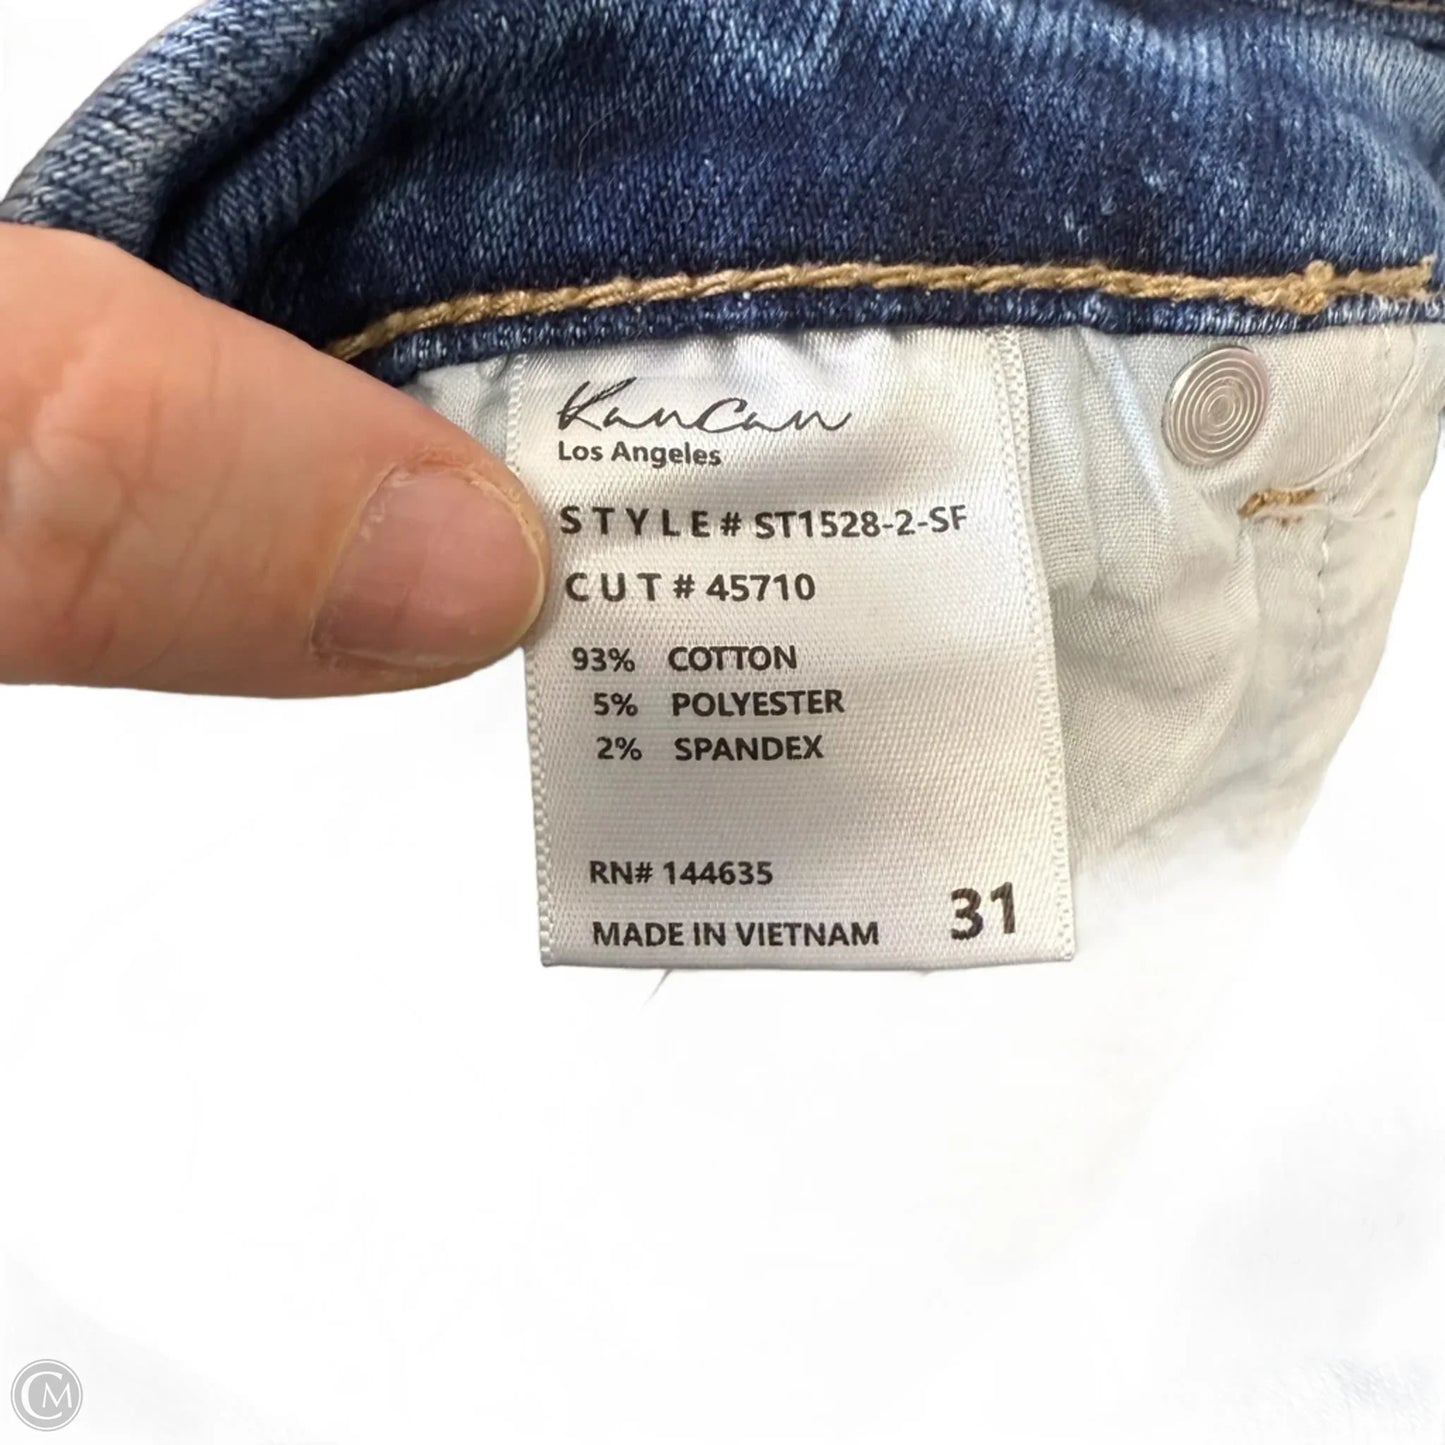 KanCan
Los Angeles
STYLE# ST1528-2-SF
CUT# 45710
93% COTTON
5% POLYESTER
2% SPANDEX
RN# 144635
MADE IN VIETNAM
31
CM